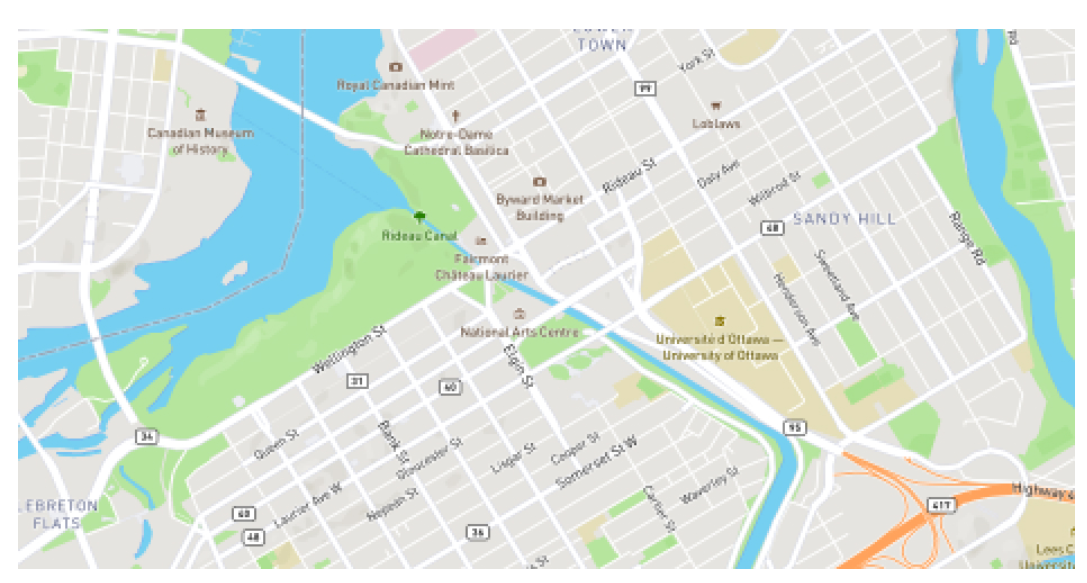 TOWN
York St
Royal Canadian Mint
99
Loblaws
Canadian Museum
of History
Notre-Dame
Cathedral Basilica
Rideau St
Daly Ave
Wilbrod St
Byward Market
Building
SANDY HILL
48
Range Rd
Rideau Canal
Fairmont
Château Laurier
Sweetland Ave
Henderson Ave
National Arts Centre
Université d'Ottawa —
University of Ottawa
Wellington St
Elgin St
31
60
34
95
Queen St
Bank St
Gloucester St
Lisgar St
Cooper St
Somerset St W
Waverley St
Cartier St
Laurier Ave W
Nepean St
EBRETON
FLATS
60
48
36
417
Highway
Lees C
Universit